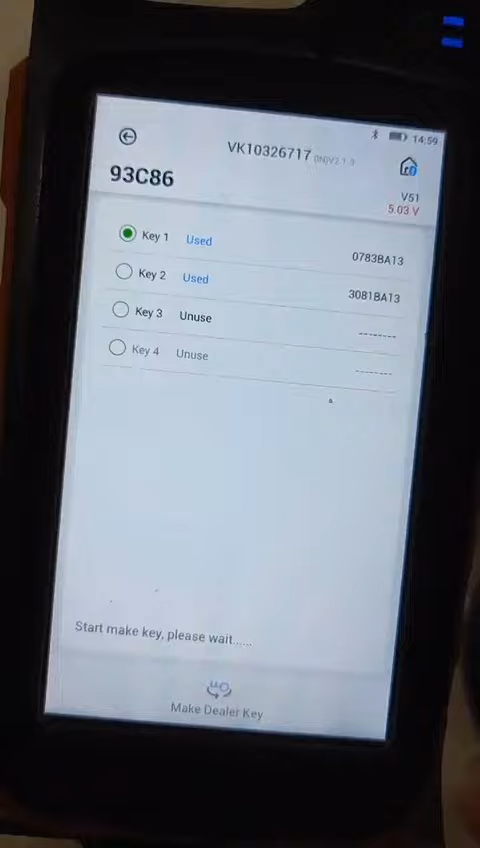 14:59
VK10326717
93C86
V51
5.03 V
Key 1 Used 0783BA13
Key 2 Used 3081BA13
Key 3 Unuse --------
Key 4 Unuse --------
Start make key, please wait......
Make Dealer Key